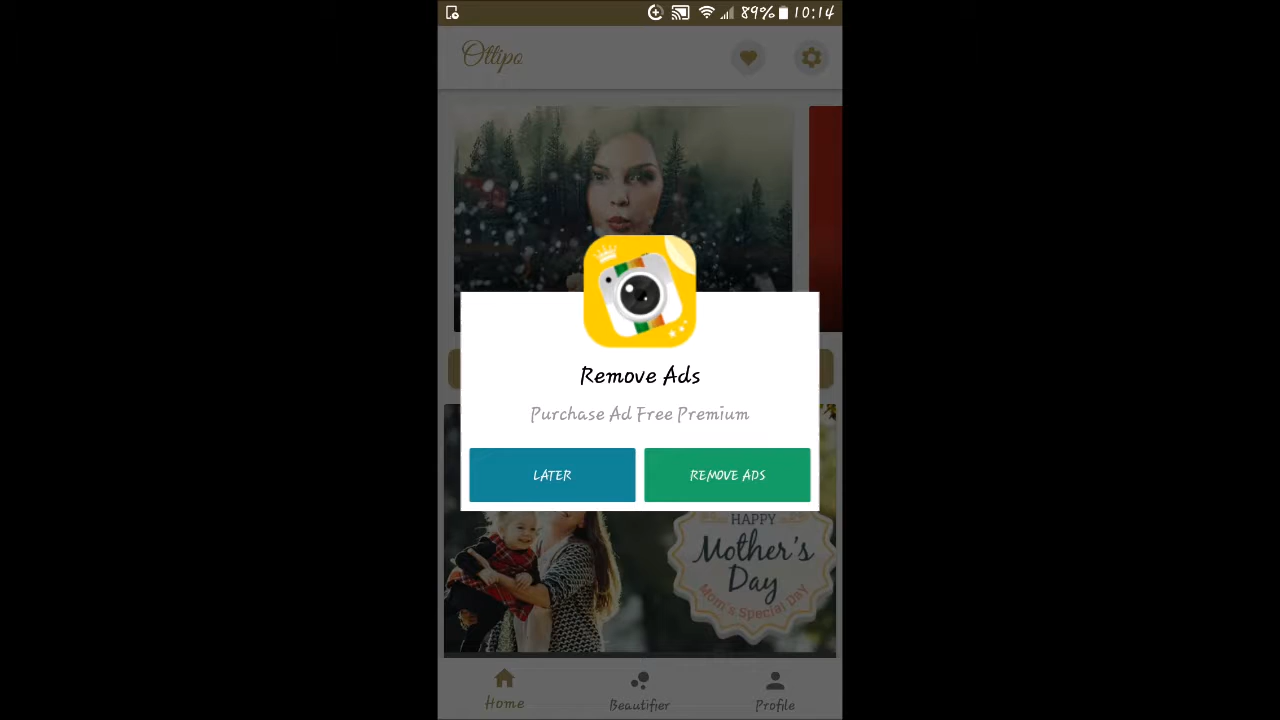 89% 10:14
Ollipo
Remove Ads
Purchase Ad Free Premium
LATER
REMOVE ADS
HAPPY
Mother's
Day
Mom's Special Day
Home
Beautifier
Profile